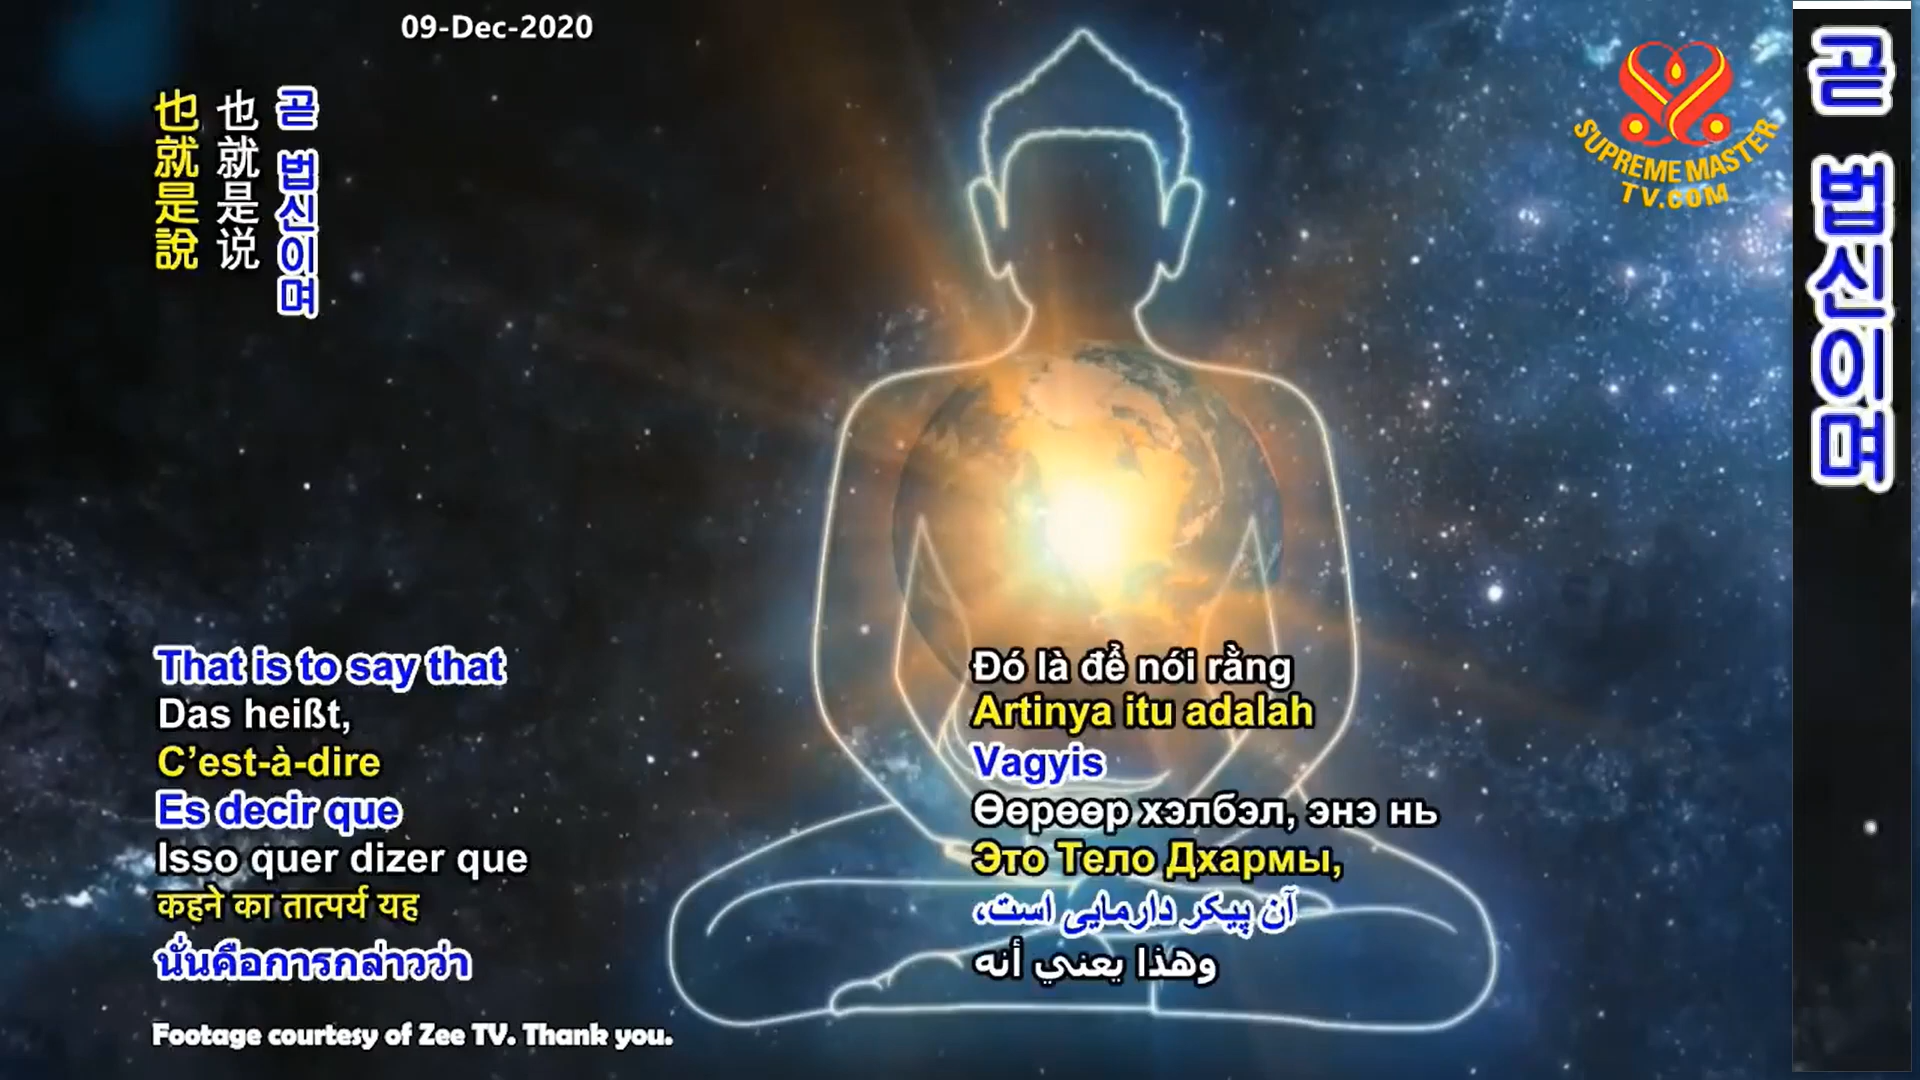 09-Dec-2020
곧 법신이며
也就是说
也就是說
SUPREME MASTER
TV.COM
곧 법신이며
That is to say that
Das heißt,
C’est-à-dire
Es decir que
Isso quer dizer que
कहने का तात्पर्य यह
นั่นคือการกล่าวว่า
Đó là để nói rằng
Artinya itu adalah
Vagyis
Өөрөөр хэлбэл, энэ нь
Это Тело Дхармы,
آن پیکر دارمایی است،
وهذا يعني أنه
Footage courtesy of Zee TV. Thank you.